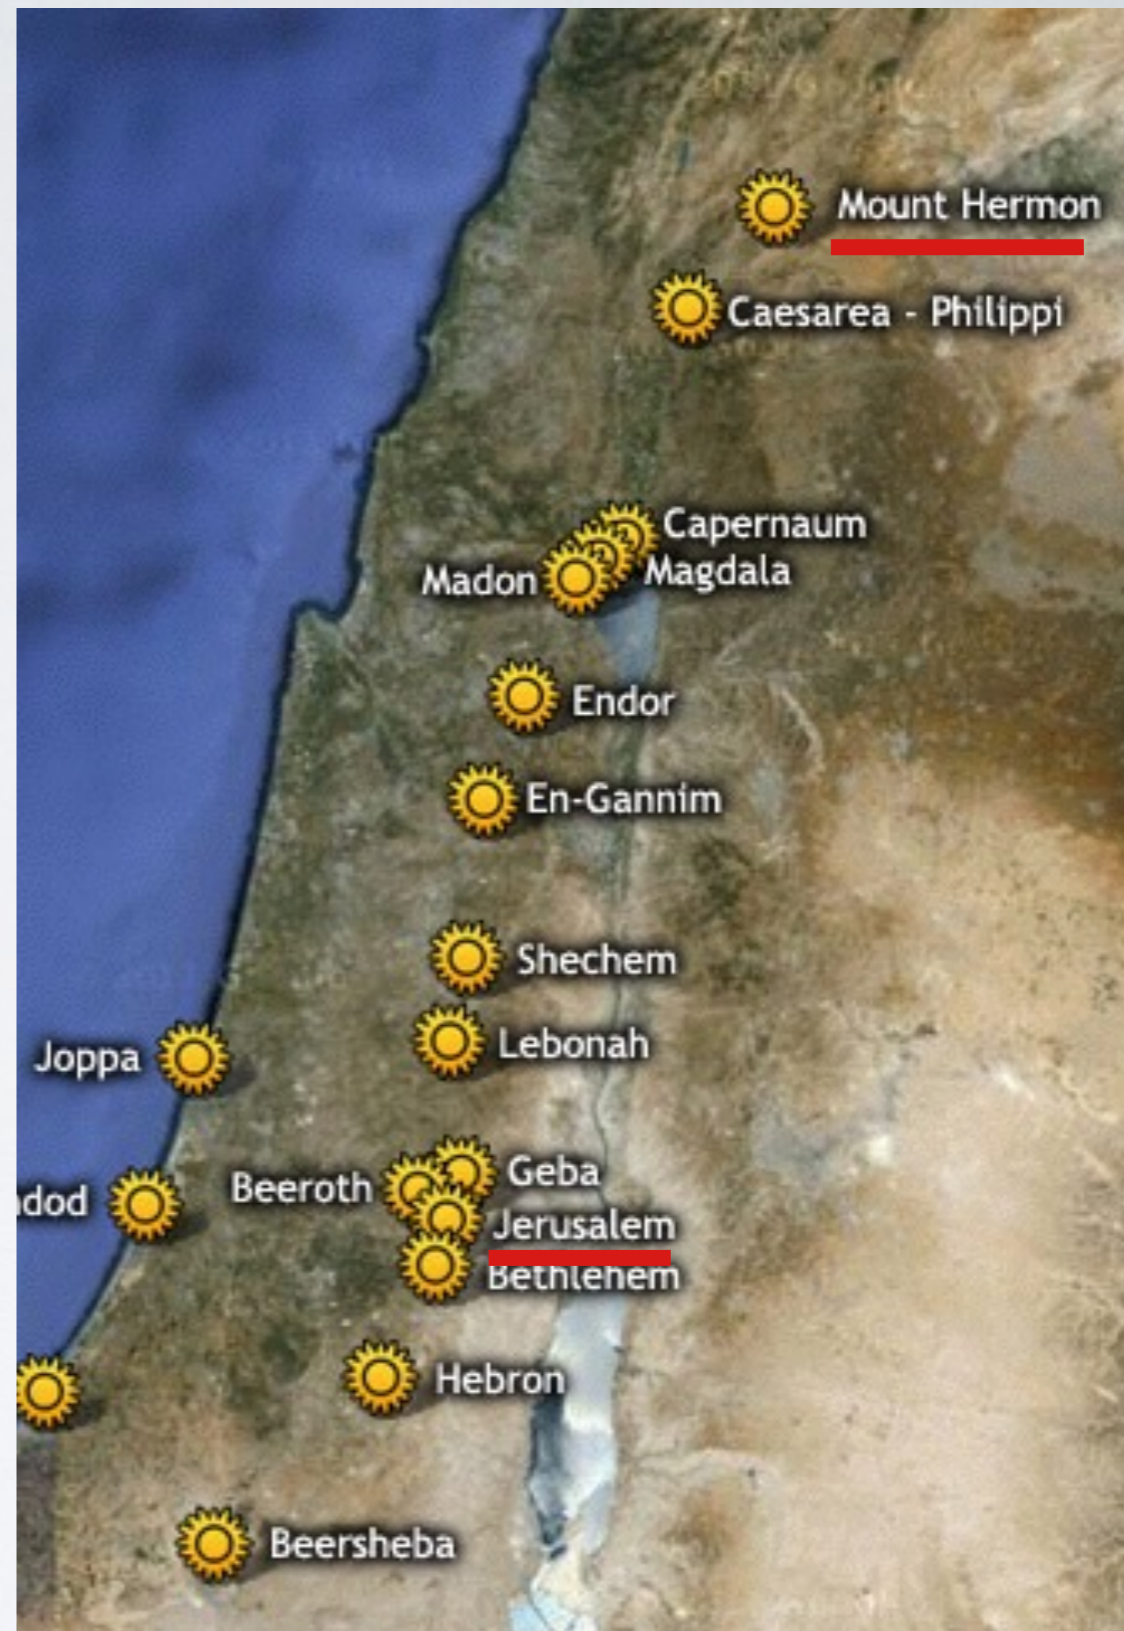 Mount Hermon
Caesarea - Philippi
Capernaum
Magdala
Madon
Endor
En-Gannim
Shechem
Lebonah
Joppa
Geba
Beeroth
dod
Jerusalem
Bethlehem
Hebron
Beersheba